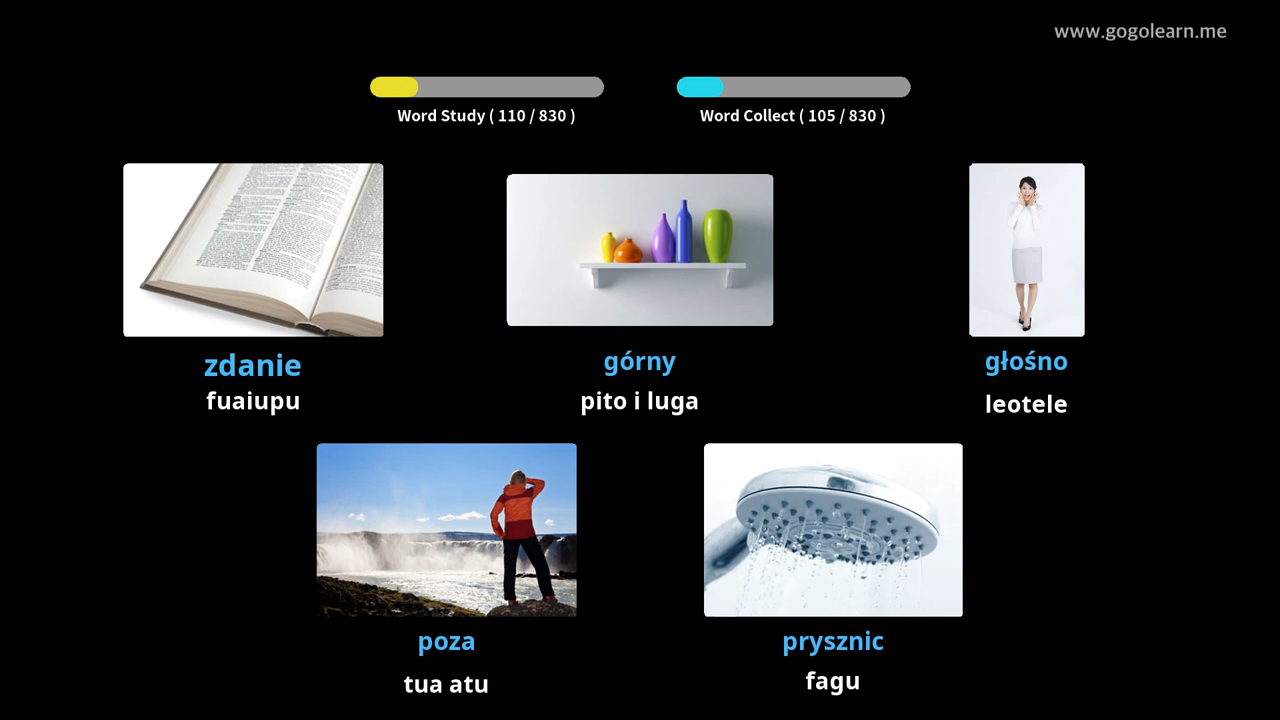 www.gogolearn.me
Word Study ( 110 / 830 )
Word Collect ( 105 / 830 )
zdanie
fuaiupu
górny
pito i luga
głośno
leotele
poza
tua atu
prysznic
fagu